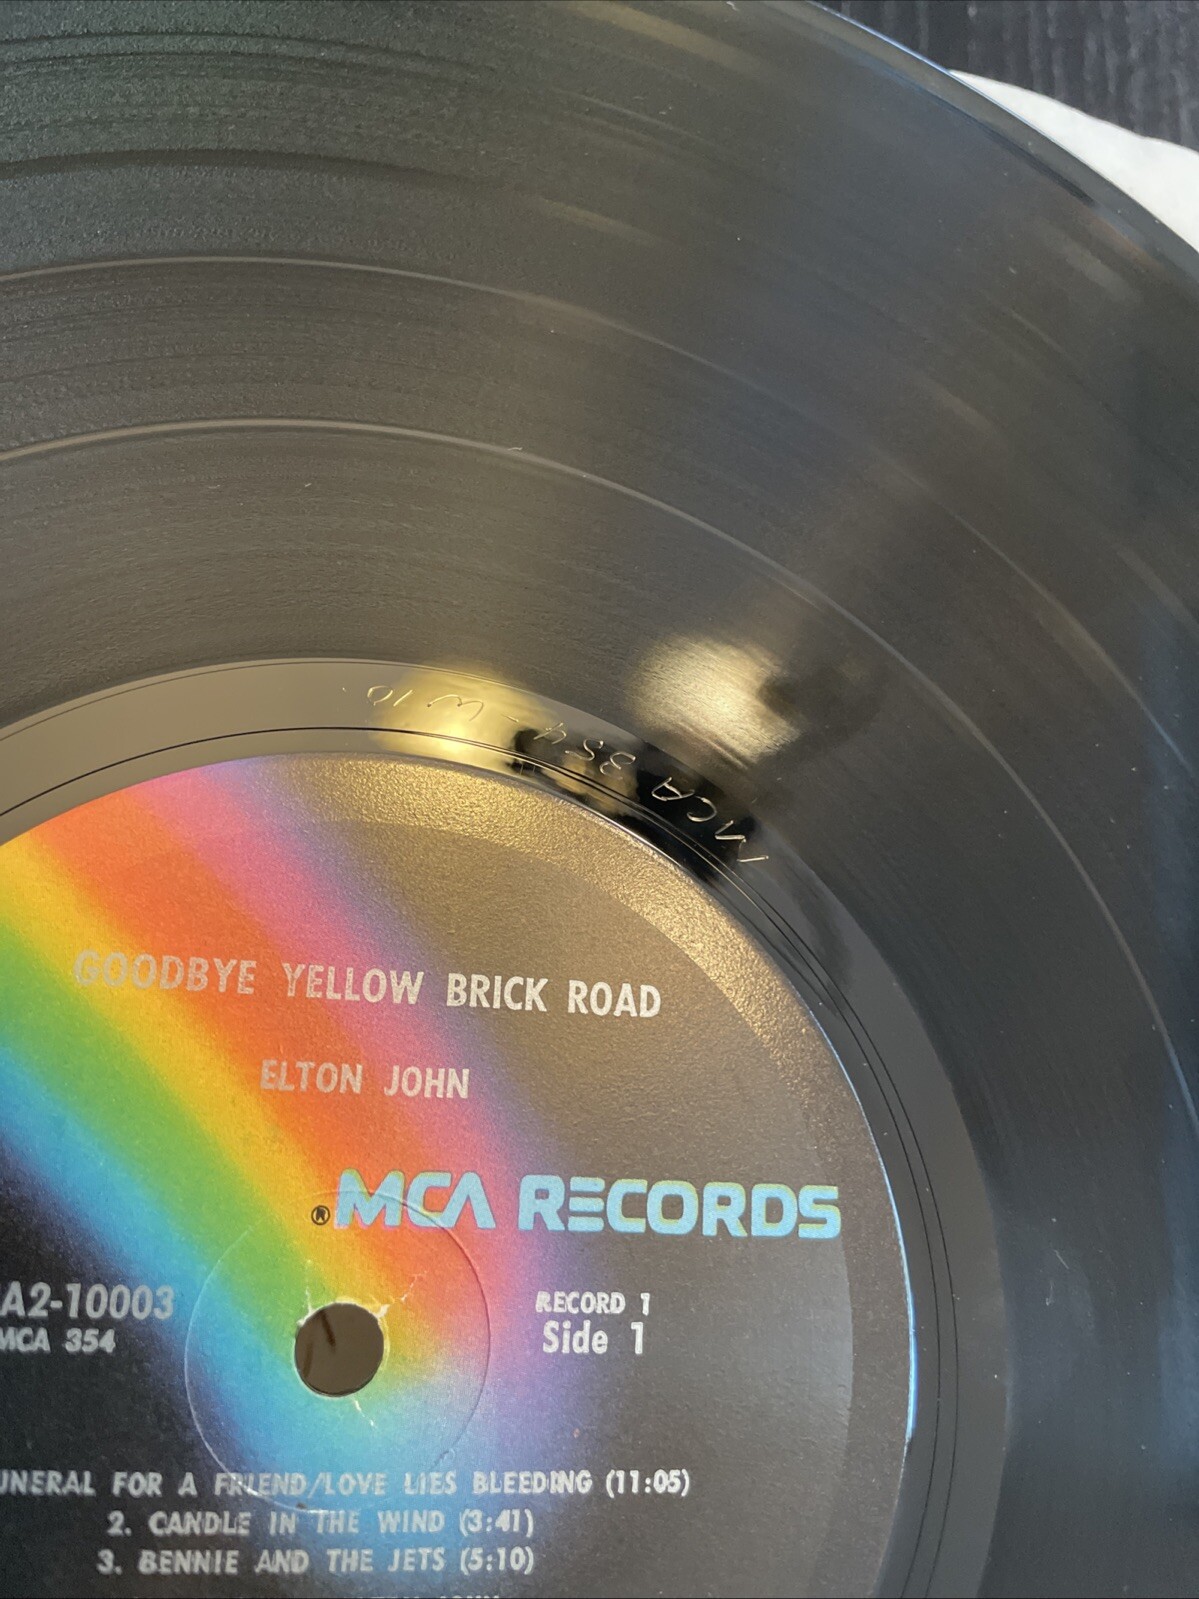 MCA 354-W10.
GOODBYE YELLOW BRICK ROAD
ELTON JOHN
®MCA RECORDS
A2-10003
MCA 354
RECORD 1
Side 1
UNERAL FOR A FRIEND/LOVE LIES BLEEDING (11:05)
2. CANDLE IN THE WIND (3:41)
3. BENNIE AND THE JETS (5:10)